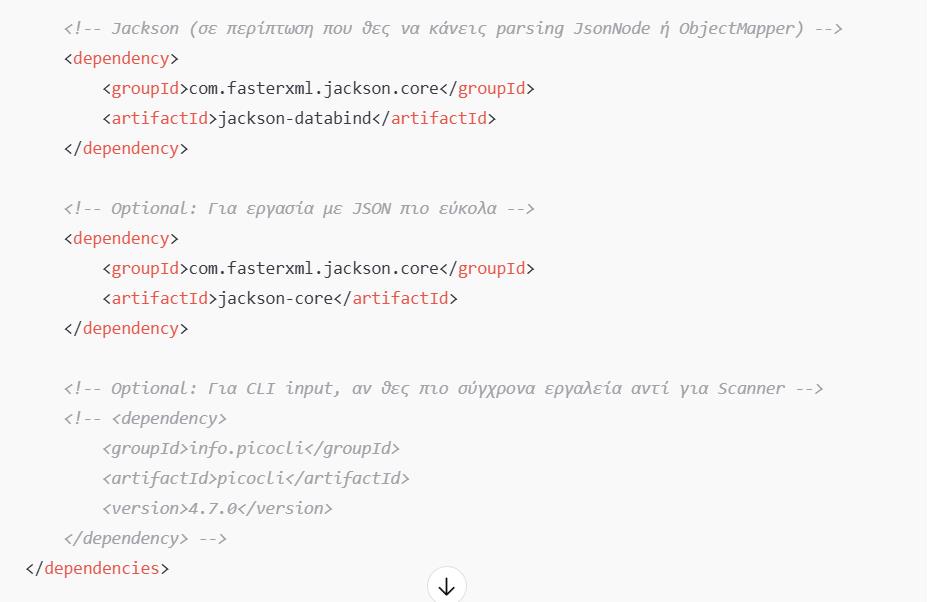 <!-- Jackson (σε περίπτωση που θες να κάνεις parsing JsonNode ή ObjectMapper) -->
<dependency>
<groupId>com.fasterxml.jackson.core</groupId>
<artifactId>jackson-databind</artifactId>
</dependency>
<!-- Optional: Για εργασία με JSON πιο εύκολα -->
<dependency>
<groupId>com.fasterxml.jackson.core</groupId>
<artifactId>jackson-core</artifactId>
</dependency>
<!-- Optional: Για CLI input, αν θες πιο σύγχρονα εργαλεία αντί για Scanner -->
<!-- <dependency>
<groupId>info.picocli</groupId>
<artifactId>picocli</artifactId>
<version>4.7.0</version>
</dependency> -->
</dependencies>